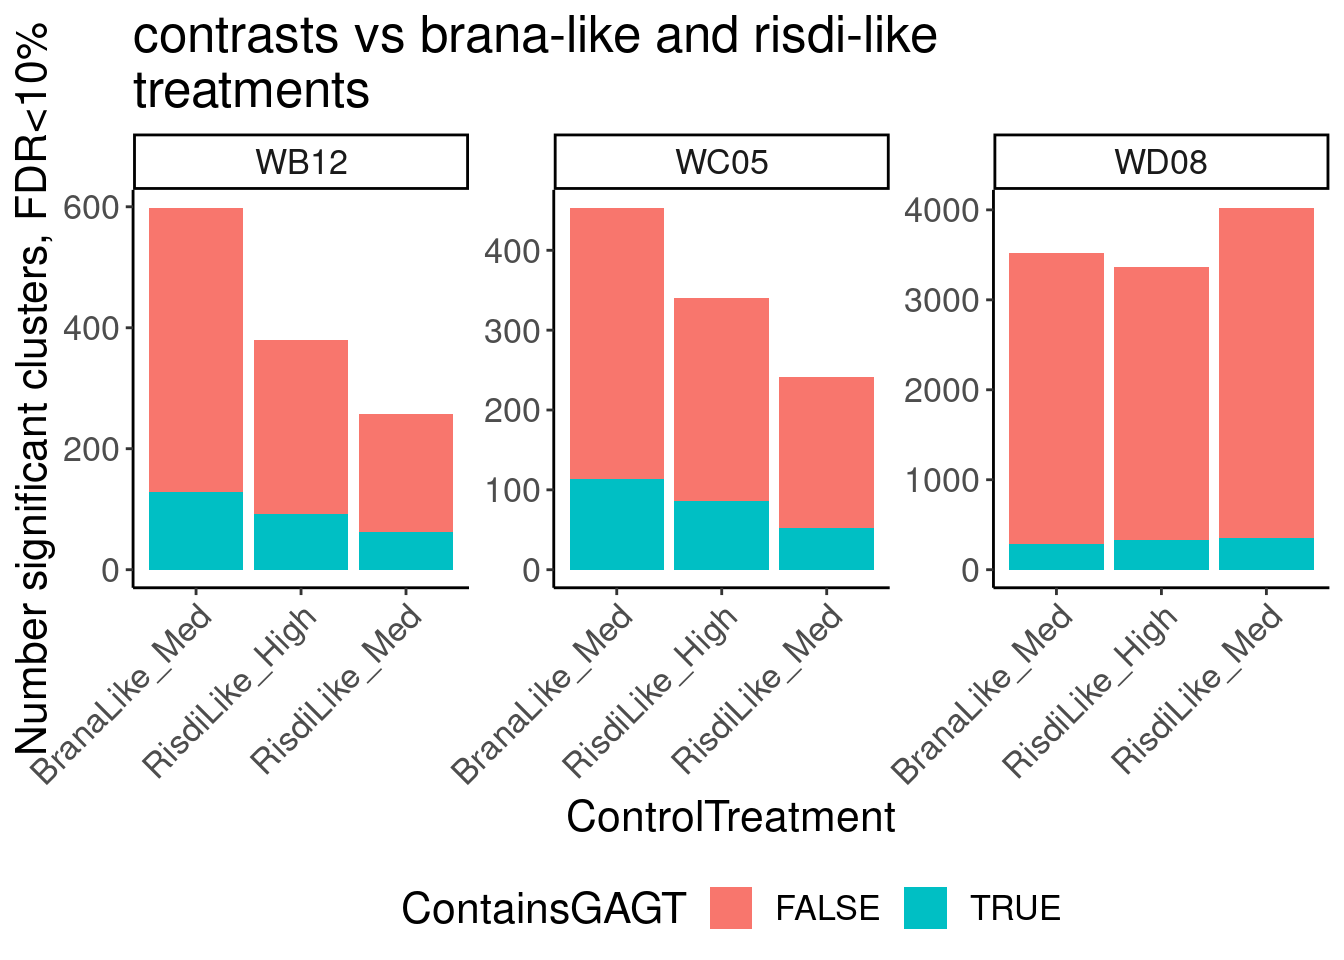 contrasts vs brana-like and risdi-like
treatments
Number significant clusters, FDR<10%
WB12
WC05
WD08
600
400
200
0
400
300
200
100
0
4000
3000
2000
1000
0
BranaLike_Med
RisdiLike_High
RisdiLike_Med
BranaLike_Med
RisdiLike_High
RisdiLike_Med
BranaLike_Med
RisdiLike_High
RisdiLike_Med
ControlTreatment
ContainsGAGT FALSE TRUE